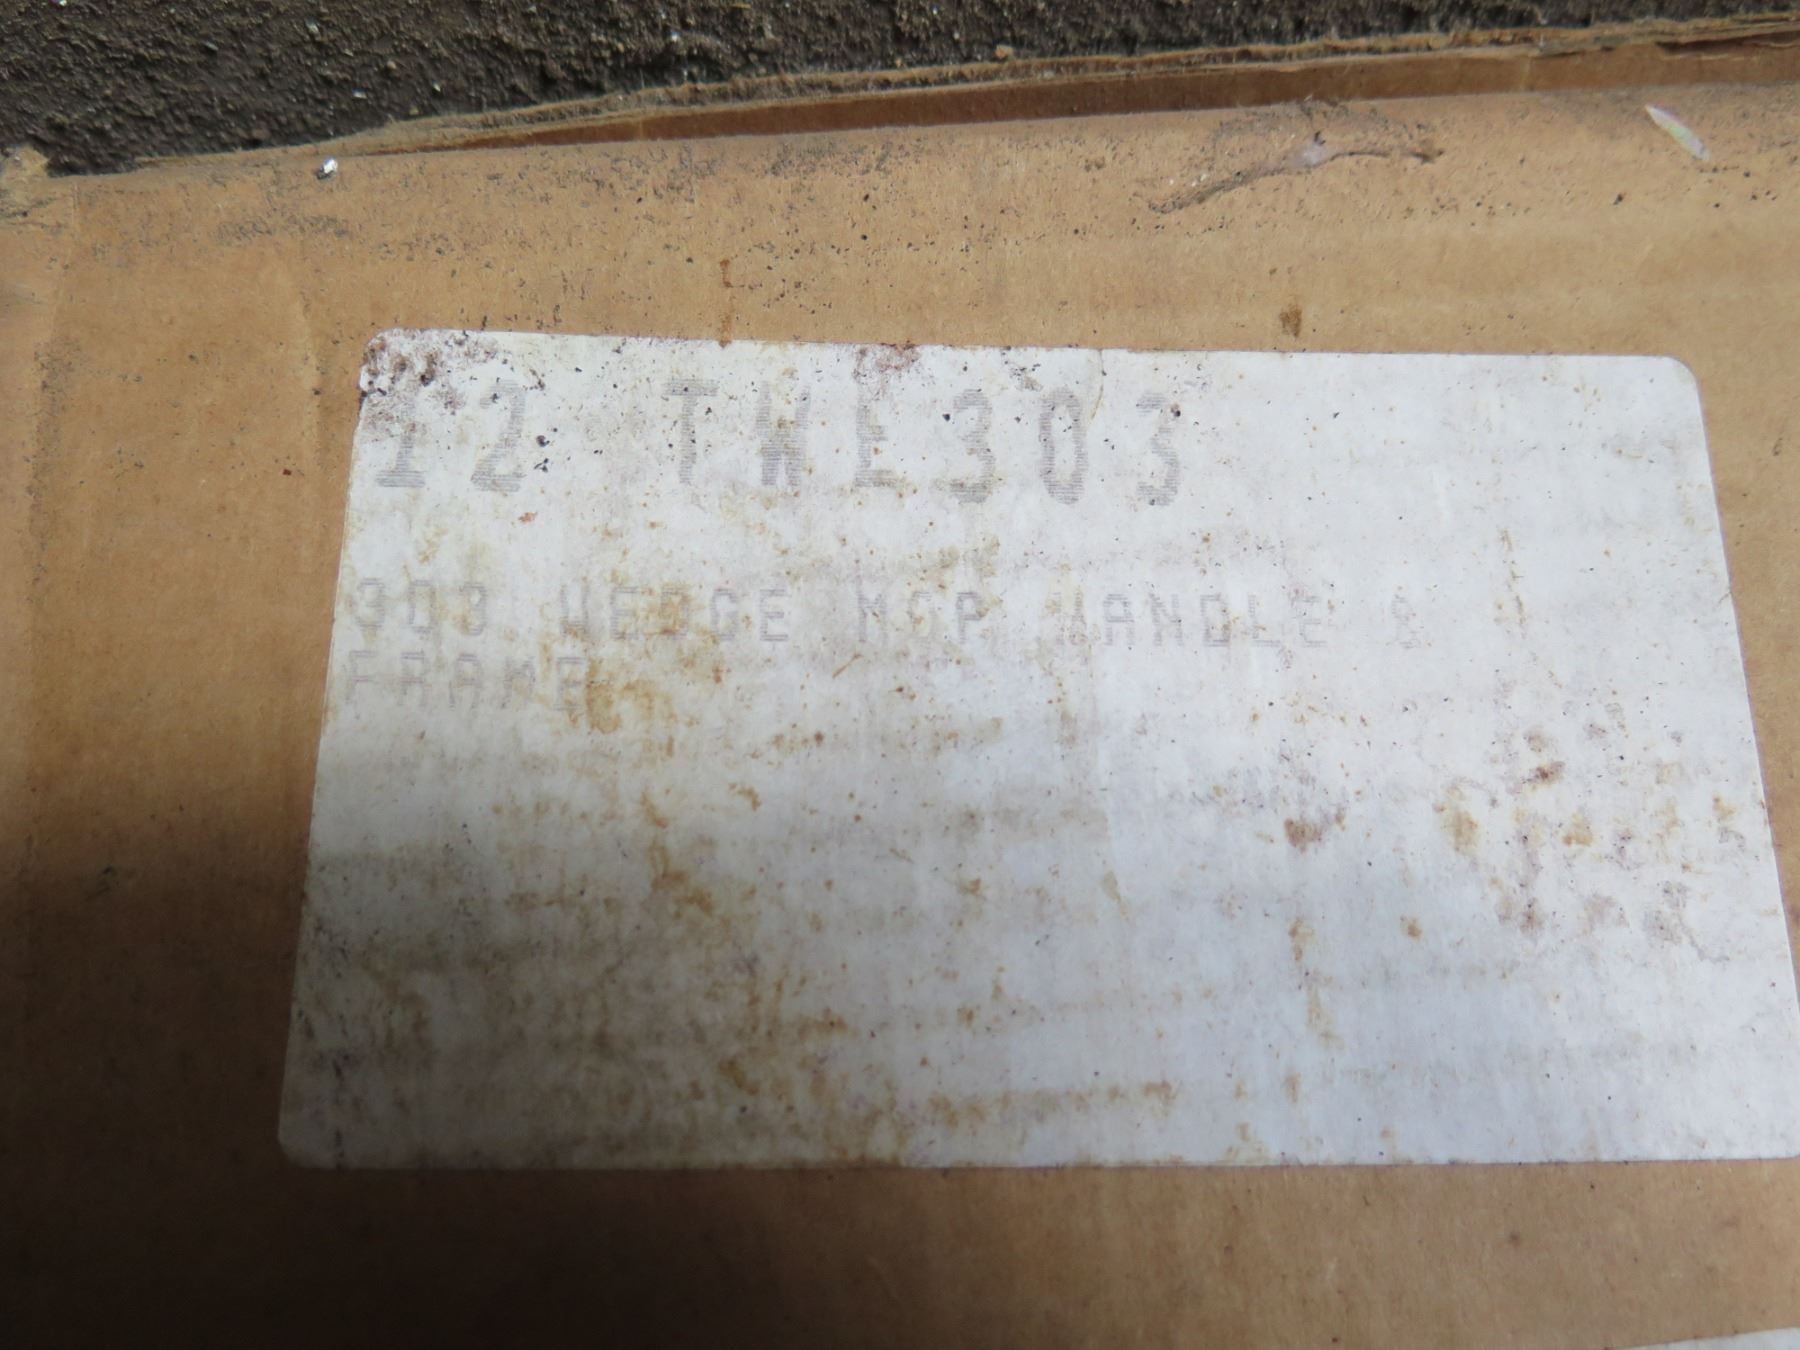 12 TWE303
303 WEDGE MOP HANDLE &
FRAME